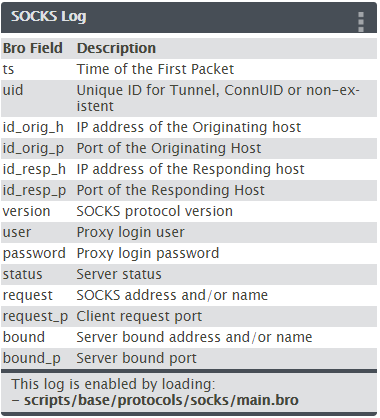 SOCKS Log
Bro Field Description
ts Time of the First Packet
uid Unique ID for Tunnel, ConnUID or non-ex-
istent
id_orig_h IP address of the Originating host
id_orig_p Port of the Originating Host
id_resp_h IP address of the Responding host
id_resp_p Port of the Responding Host
version SOCKS protocol version
user Proxy login user
password Proxy login password
status Server status
request SOCKS address and/or name
request_p Client request port
bound Server bound address and/or name
bound_p Server bound port
This log is enabled by loading:
- scripts/base/protocols/socks/main.bro